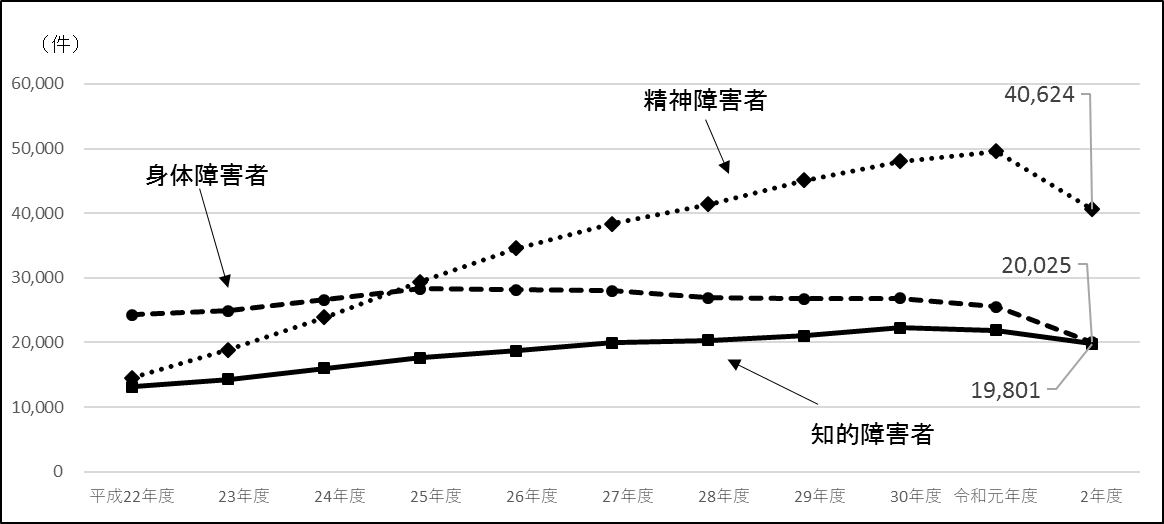 （件）
60,000
50,000
40,000
30,000
20,000
10,000
0
精神障害者
身体障害者
知的障害者
40,624
20,025
19,801
平成22年度 23年度 24年度 25年度 26年度 27年度 28年度 29年度 30年度 令和元年度 2年度